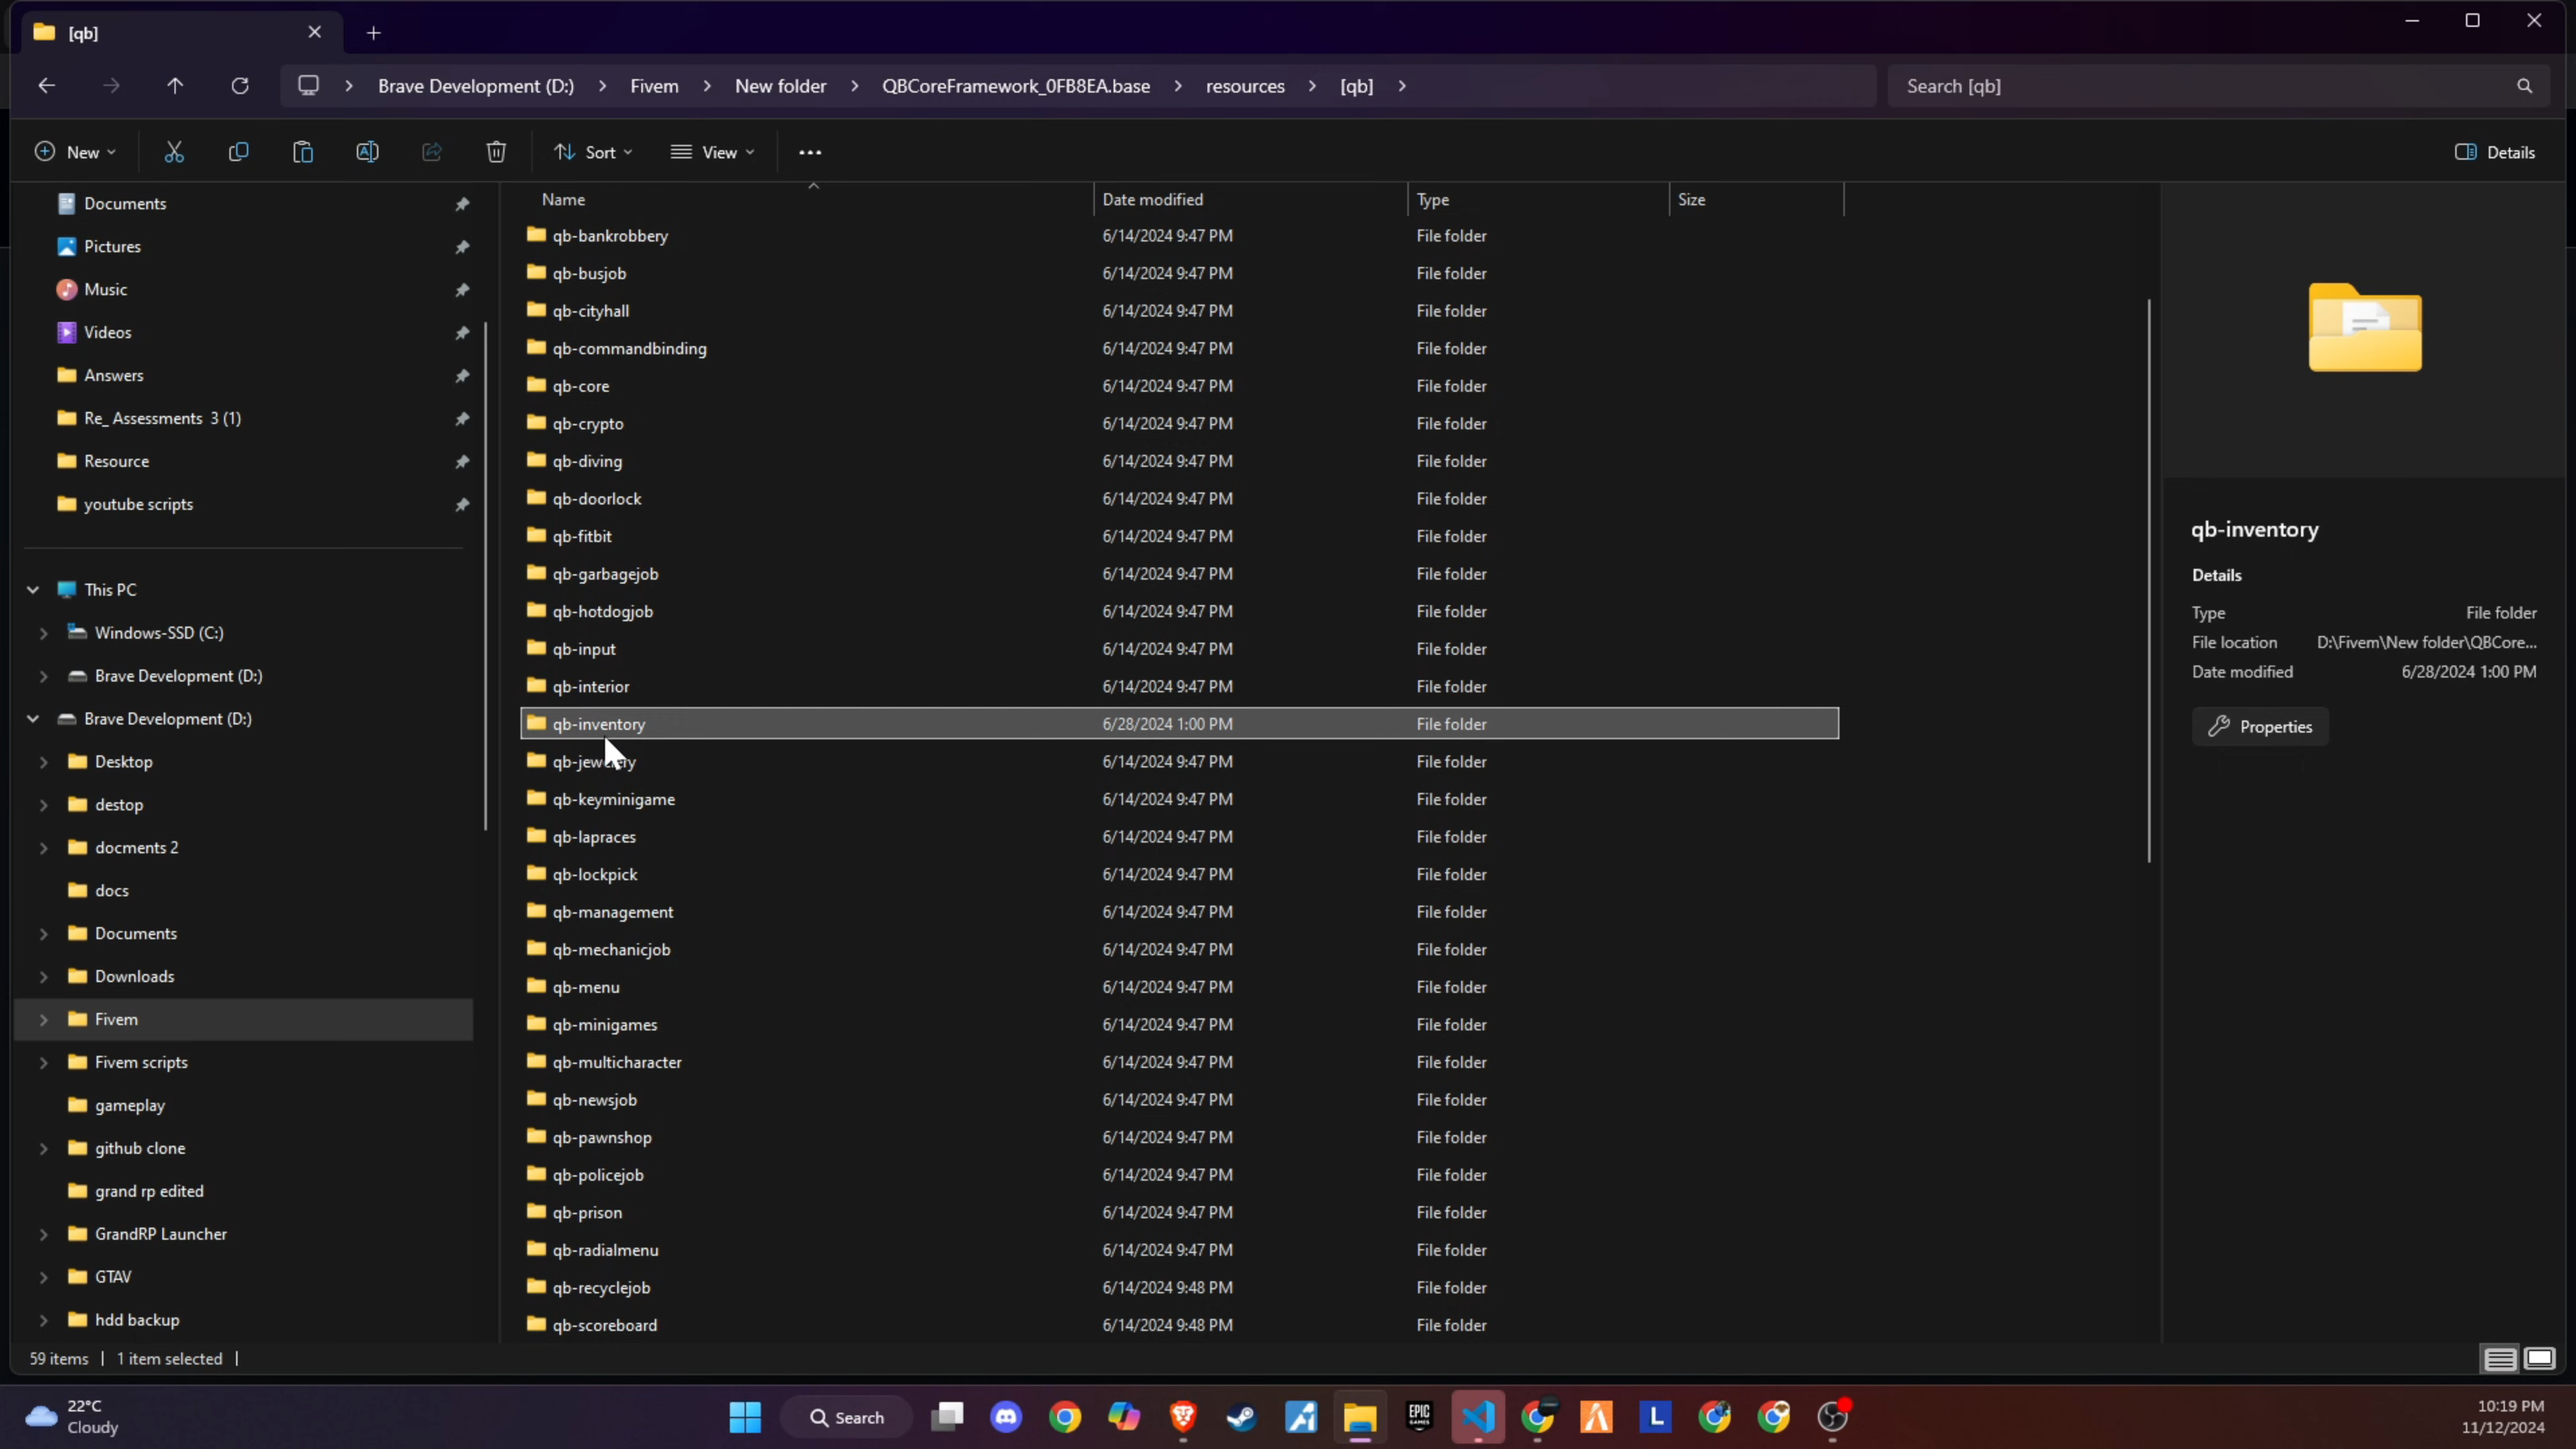 [qb]
Brave Development (D:) Fivem New folder QBCoreFramework_0FB8EA.base resources [qb]
Search [qb]
New
Sort
View
Details
Documents
Pictures
Music
Videos
Answers
Re_ Assessments 3 (1)
Resource
youtube scripts
This PC
Windows-SSD (C:)
Brave Development (D:)
Brave Development (D:)
Desktop
destop
docments 2
docs
Documents
Downloads
Fivem
Fivem scripts
gameplay
github clone
grand rp edited
GrandRP Launcher
GTAV
hdd backup
Name Date modified Type Size
qb-bankrobbery 6/14/2024 9:47 PM File folder
qb-busjob 6/14/2024 9:47 PM File folder
qb-cityhall 6/14/2024 9:47 PM File folder
qb-commandbinding 6/14/2024 9:47 PM File folder
qb-core 6/14/2024 9:47 PM File folder
qb-crypto 6/14/2024 9:47 PM File folder
qb-diving 6/14/2024 9:47 PM File folder
qb-doorlock 6/14/2024 9:47 PM File folder
qb-fitbit 6/14/2024 9:47 PM File folder
qb-garbagejob 6/14/2024 9:47 PM File folder
qb-hotdogjob 6/14/2024 9:47 PM File folder
qb-input 6/14/2024 9:47 PM File folder
qb-interior 6/14/2024 9:47 PM File folder
qb-inventory 6/28/2024 1:00 PM File folder
6/14/2024 9:47 PM File folder
qb-keyminigame 6/14/2024 9:47 PM File folder
qb-lapraces 6/14/2024 9:47 PM File folder
qb-lockpick 6/14/2024 9:47 PM File folder
qb-management 6/14/2024 9:47 PM File folder
qb-mechanicjob 6/14/2024 9:47 PM File folder
qb-menu 6/14/2024 9:47 PM File folder
qb-minigames 6/14/2024 9:47 PM File folder
qb-multicharacter 6/14/2024 9:47 PM File folder
qb-newsjob 6/14/2024 9:47 PM File folder
qb-pawnshop 6/14/2024 9:47 PM File folder
qb-policejob 6/14/2024 9:47 PM File folder
qb-prison 6/14/2024 9:47 PM File folder
qb-radialmenu 6/14/2024 9:47 PM File folder
qb-recyclejob 6/14/2024 9:48 PM File folder
qb-scoreboard 6/14/2024 9:48 PM File folder
qb-inventory
Details
Type File folder
File location D:\Fivem\New folder\QBCore...
Date modified 6/28/2024 1:00 PM
Properties
59 items 1 item selected
22°C
Cloudy
Search
EPIC
GAMES
L
10:19 PM
11/12/2024